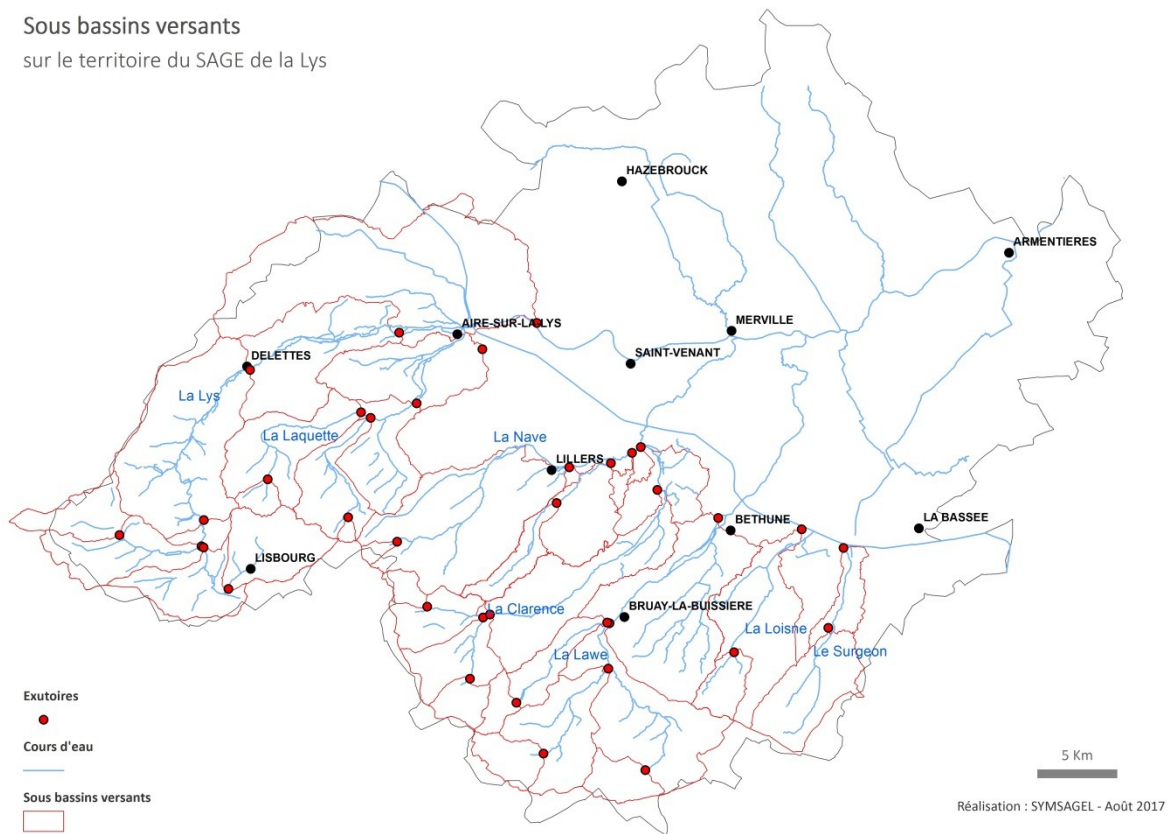 Sous bassins versants
sur le territoire du SAGE de la Lys
HAZEBROUCK
ARMENTIERES
AIRE-SUR-LA-LYS
MERVILLE
DELETTES
SAINT-VENANT
La Lys
La Laquette
La Nave
LILLERS
LA BASSEE
BETHUNE
LISBOURG
La Clarence
BRUAY-LA-BUISSIERE
La Loisne
La Lawe
Le Surgeon
Exutoires
Cours d'eau
Sous bassins versants
5 Km
Réalisation : SYMSAGEL - Août 2017